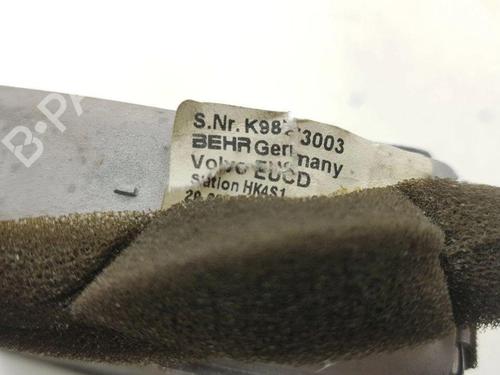 S.Nr. K98 3003
BEHR Germany
Volvo EUCD
Station HK4S1